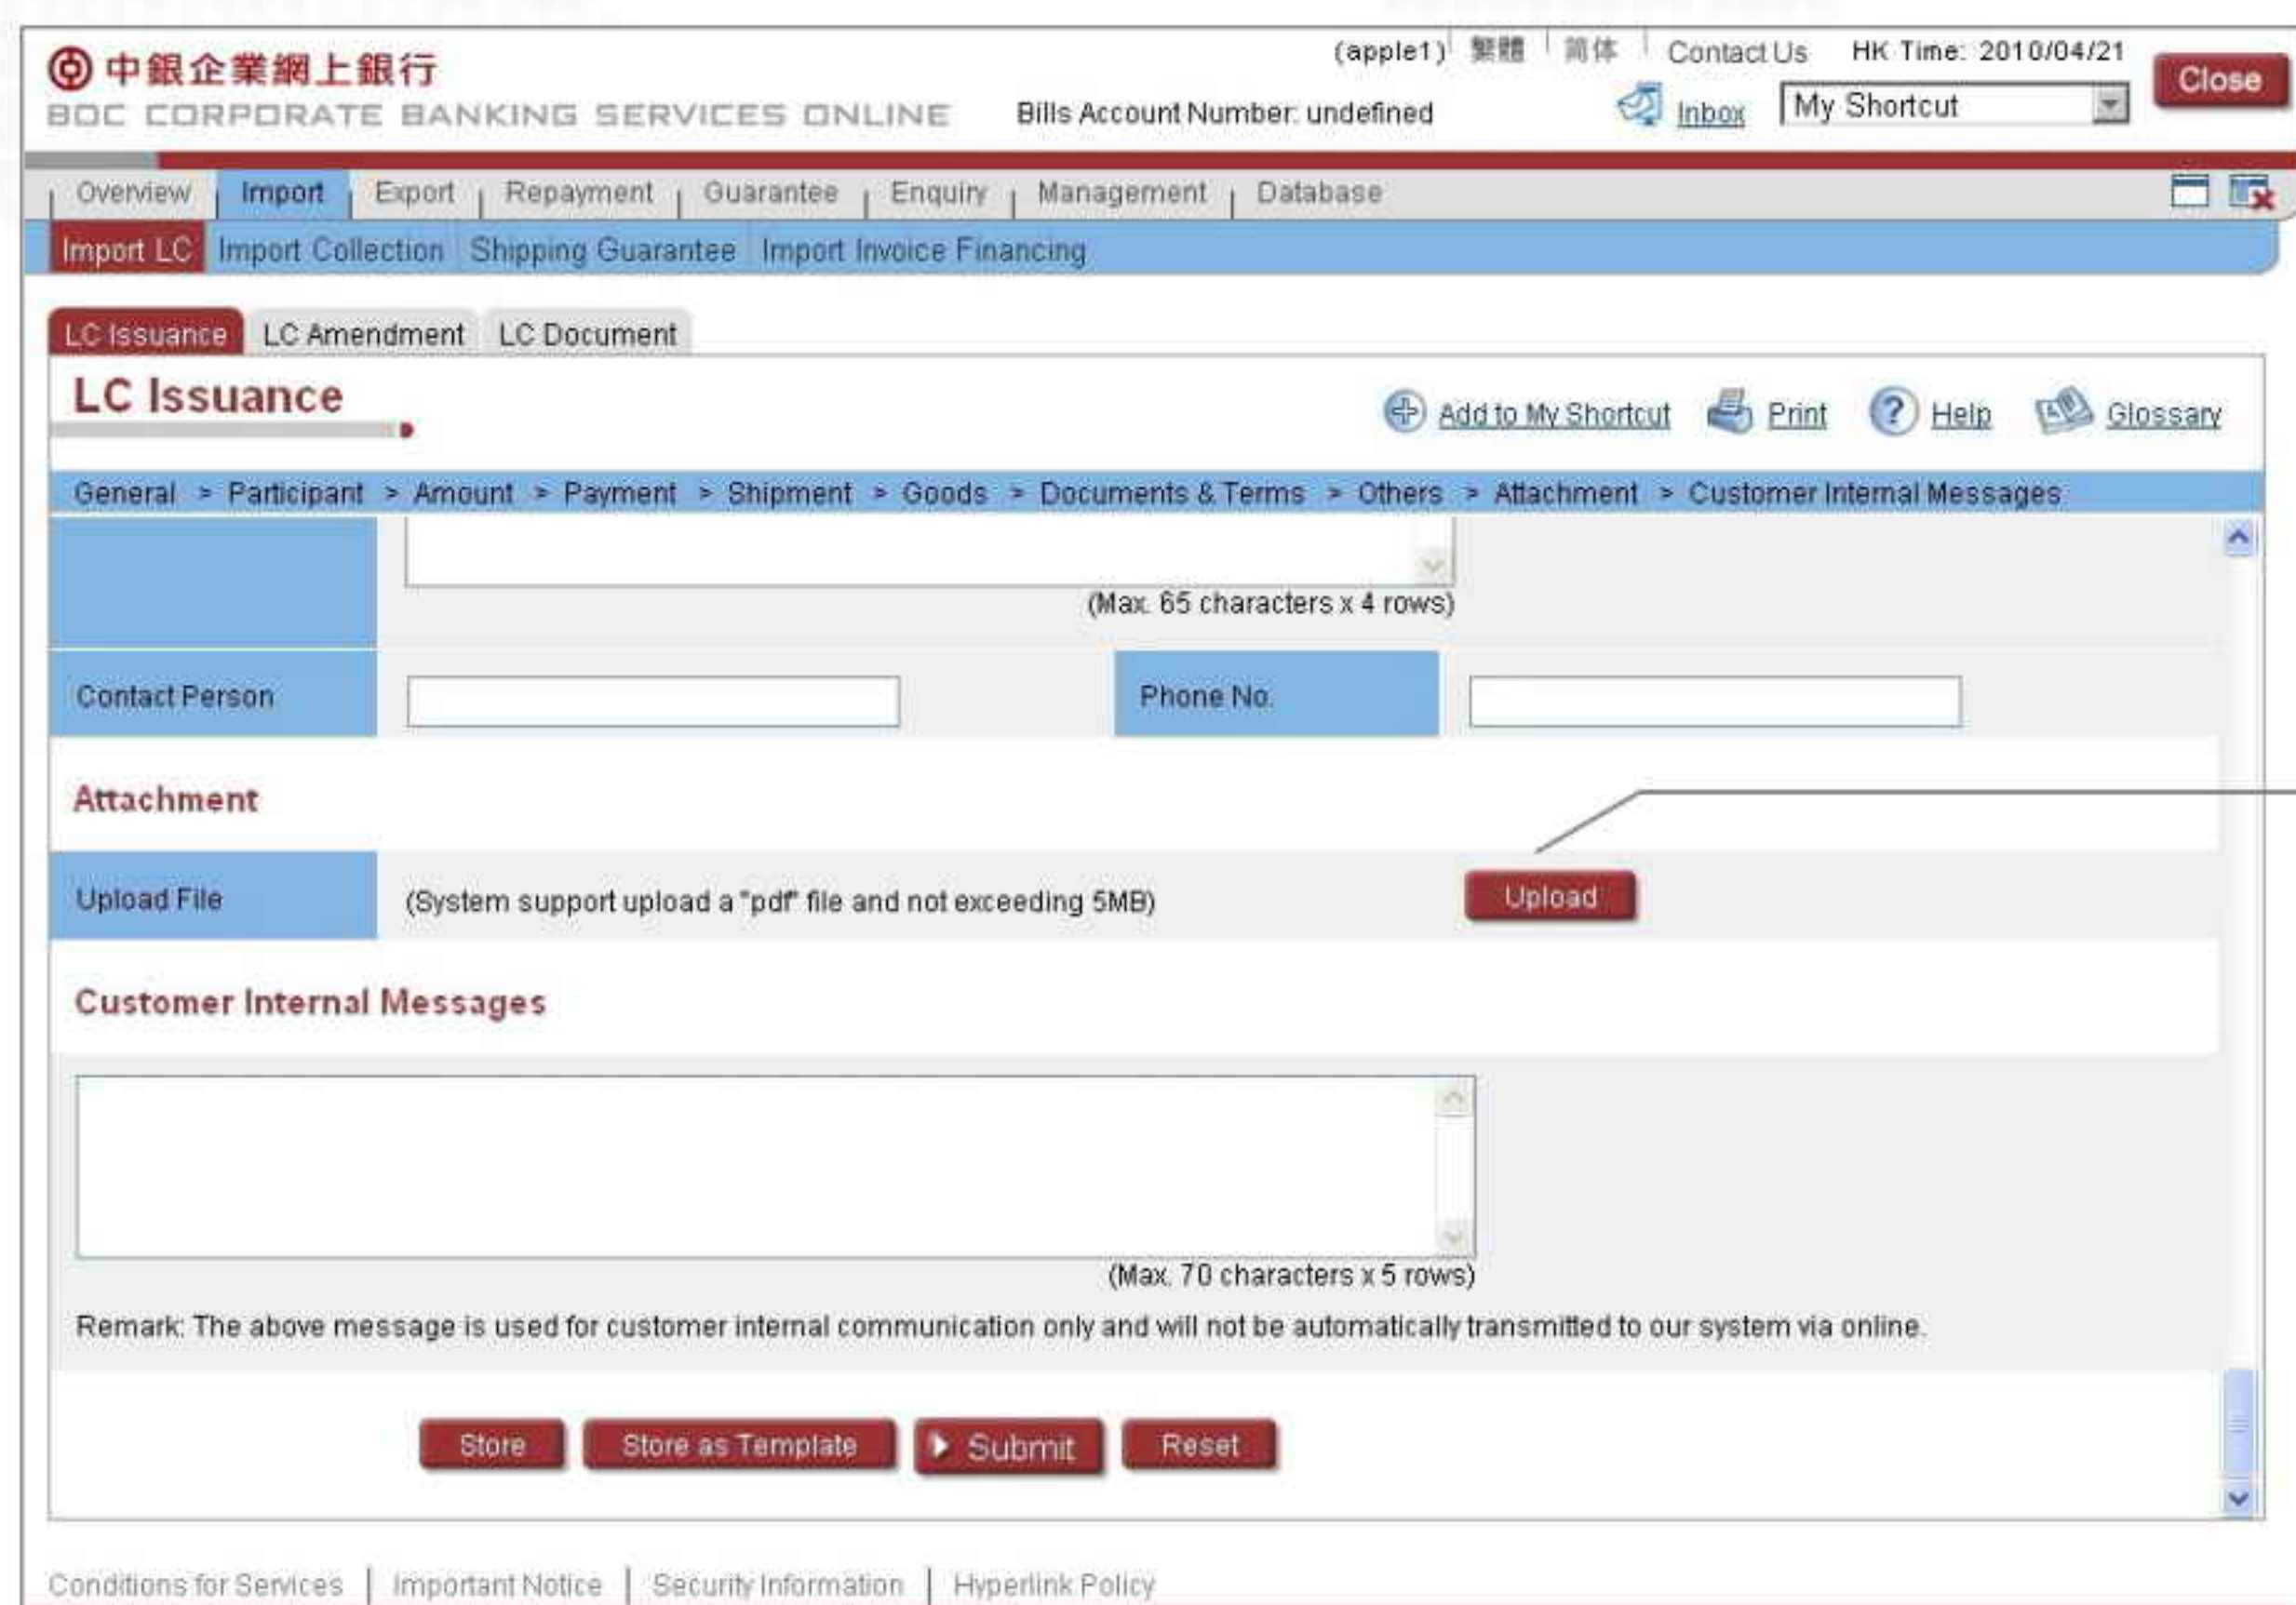 中銀企業網上銀行
BOC CORPORATE BANKING SERVICES ONLINE
(apple1) 繁體 简体 Contact Us HK Time: 2010/04/21
Close
Bills Account Number: undefined
Inbox My Shortcut
Overview Import Export Repayment Guarantee Enquiry Management Database
Import LC Import Collection Shipping Guarantee Import Invoice Financing
LC Issuance LC Amendment LC Document
LC Issuance
Add to My Shortcut Print Help Glossary
General > Participant > Amount > Payment > Shipment > Goods > Documents & Terms > Others > Attachment > Customer Internal Messages
(Max. 65 characters x 4 rows)
Contact Person Phone No.
Attachment
Upload File (System support upload a "pdf" file and not exceeding 5MB) Upload
Customer Internal Messages
(Max. 70 characters x 5 rows)
Remark: The above message is used for customer internal communication only and will not be automatically transmitted to our system via online.
Store Store as Template Submit Reset
Conditions for Services | Important Notice | Security Information | Hyperlink Policy